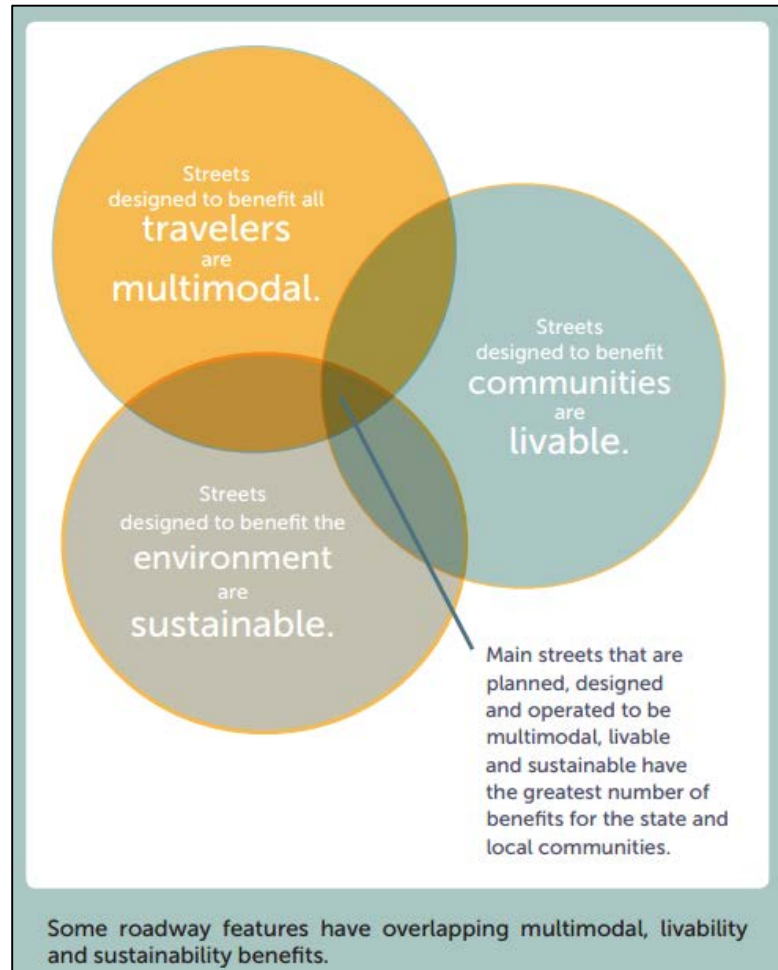 Streets
designed to benefit all
travelers
are
multimodal.
Streets
designed to benefit
communities
are
livable.
Streets
designed to benefit the
environment
are
sustainable.
Main streets that are
planned, designed
and operated to be
multimodal, livable
and sustainable have
the greatest number of
benefits for the state and
local communities.
Some roadway features have overlapping multimodal, livability
and sustainability benefits.